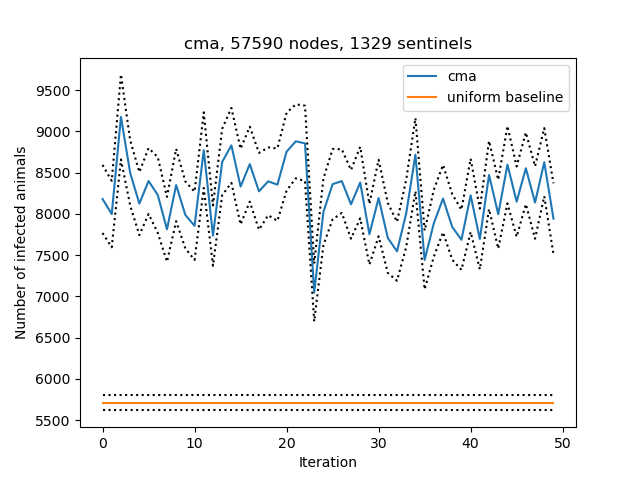 cma, 57590 nodes, 1329 sentinels
cma
uniform baseline
Number of infected animals
9500
9000
8500
8000
7500
7000
6500
6000
5500
0 10 20 30 40 50
Iteration